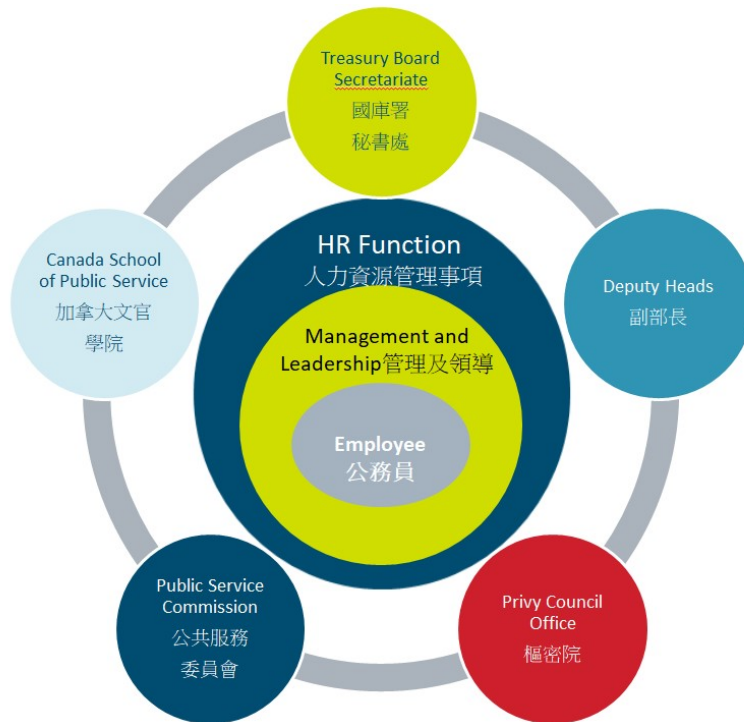 Treasury Board
Secretariate
國庫署
秘書處
HR Function
人力資源管理事項
Canada School
of Public Service
加拿大文官
學院
Deputy Heads
副部長
Management and
Leadership管理及領導
Employee
公務員
Public Service
Commission
公共服務
委員會
Privy Council
Office
樞密院